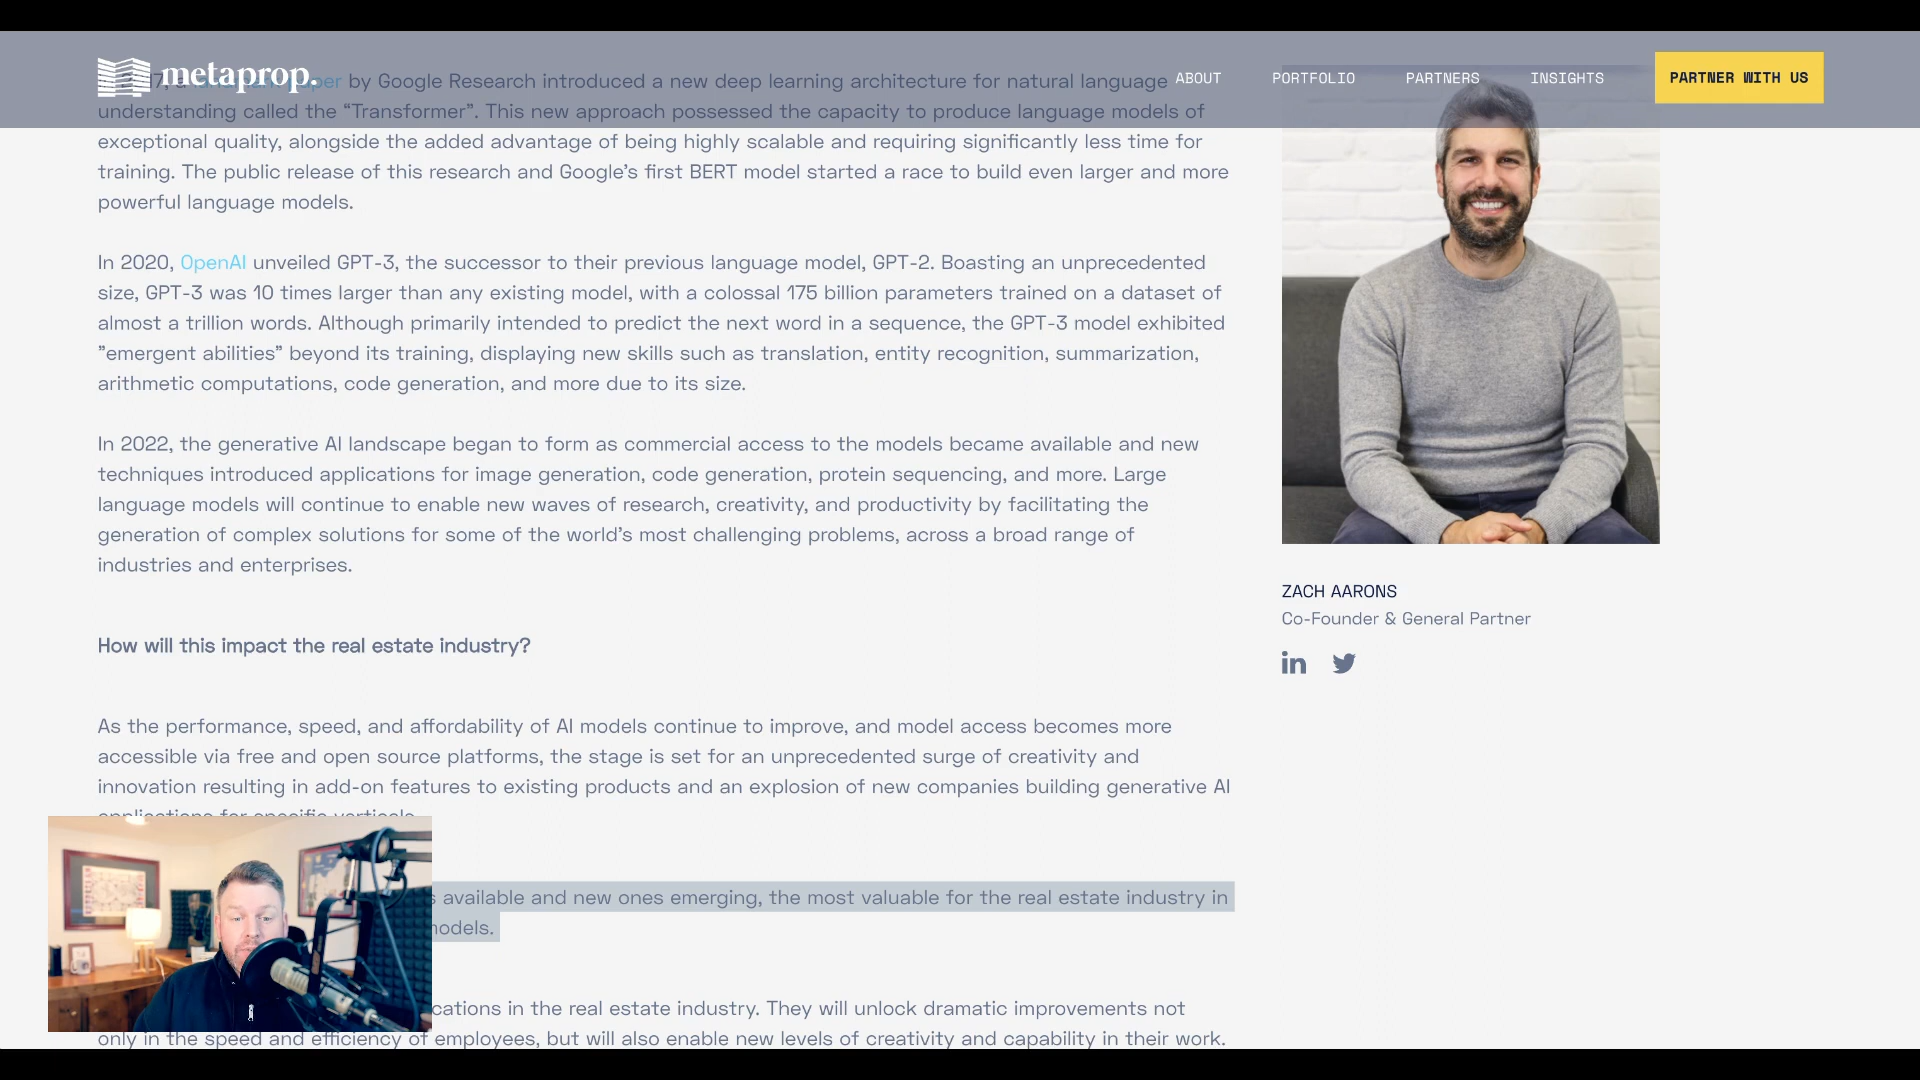 metaprop.
ABOUT
PORTFOLIO
PARTNERS
INSIGHTS
PARTNER WITH US
by Google Research introduced a new deep learning architecture for natural language
understanding called the “Transformer”. This new approach possessed the capacity to produce language models of
exceptional quality, alongside the added advantage of being highly scalable and requiring significantly less time for
training. The public release of this research and Google’s first BERT model started a race to build even larger and more
powerful language models.
In 2020, OpenAI unveiled GPT-3, the successor to their previous language model, GPT-2. Boasting an unprecedented
size, GPT-3 was 10 times larger than any existing model, with a colossal 175 billion parameters trained on a dataset of
almost a trillion words. Although primarily intended to predict the next word in a sequence, the GPT-3 model exhibited
”emergent abilities” beyond its training, displaying new skills such as translation, entity recognition, summarization,
arithmetic computations, code generation, and more due to its size.
In 2022, the generative AI landscape began to form as commercial access to the models became available and new
techniques introduced applications for image generation, code generation, protein sequencing, and more. Large
language models will continue to enable new waves of research, creativity, and productivity by facilitating the
generation of complex solutions for some of the world’s most challenging problems, across a broad range of
industries and enterprises.
How will this impact the real estate industry?
As the performance, speed, and affordability of AI models continue to improve, and model access becomes more
accessible via free and open source platforms, the stage is set for an unprecedented surge of creativity and
innovation resulting in add-on features to existing products and an explosion of new companies building generative AI
applications for specific verticals.
available and new ones emerging, the most valuable for the real estate industry in
models.
cations in the real estate industry. They will unlock dramatic improvements not
only in the speed and efficiency of employees, but will also enable new levels of creativity and capability in their work.
ZACH AARONS
Co-Founder & General Partner